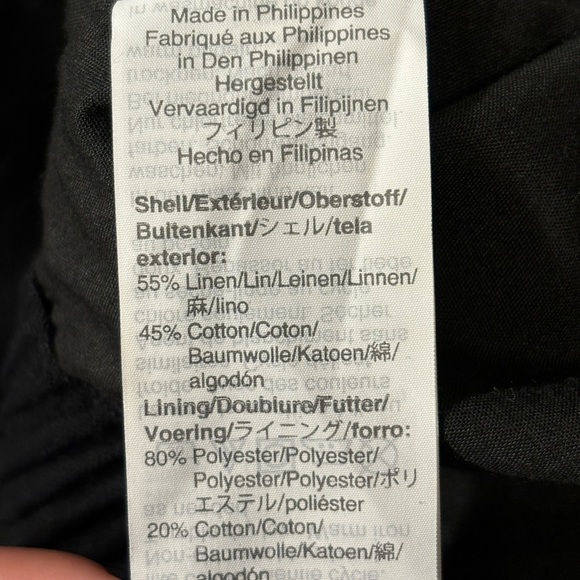 Made in Philippines
Fabriqué aux Philippines
in Den Philippinen
Hergestellt
Vervaardigd in Filipijnen
フィリピン製
Hecho en Filipinas
Shell/Extérieur/Oberstoff/
Buitenkant/シェル/tela
exterior:
55% Linen/Lin/Leinen/Linnen/
麻/lino
45% Cotton/Coton/
Baumwolle/Katoen/綿/
algodón
Lining/Doublure/Futter/
Voering/ライニング/forro:
80% Polyester/Polyester/
Polyester/Polyester/ポリ
エステル/poliéster
20% Cotton/Coton/
Baumwolle/Katoen/綿/
algodón